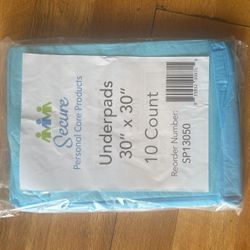 Secure
Personal Care Products
Underpads
30" x 30"
10 Count
Reorder Number:
SP13050